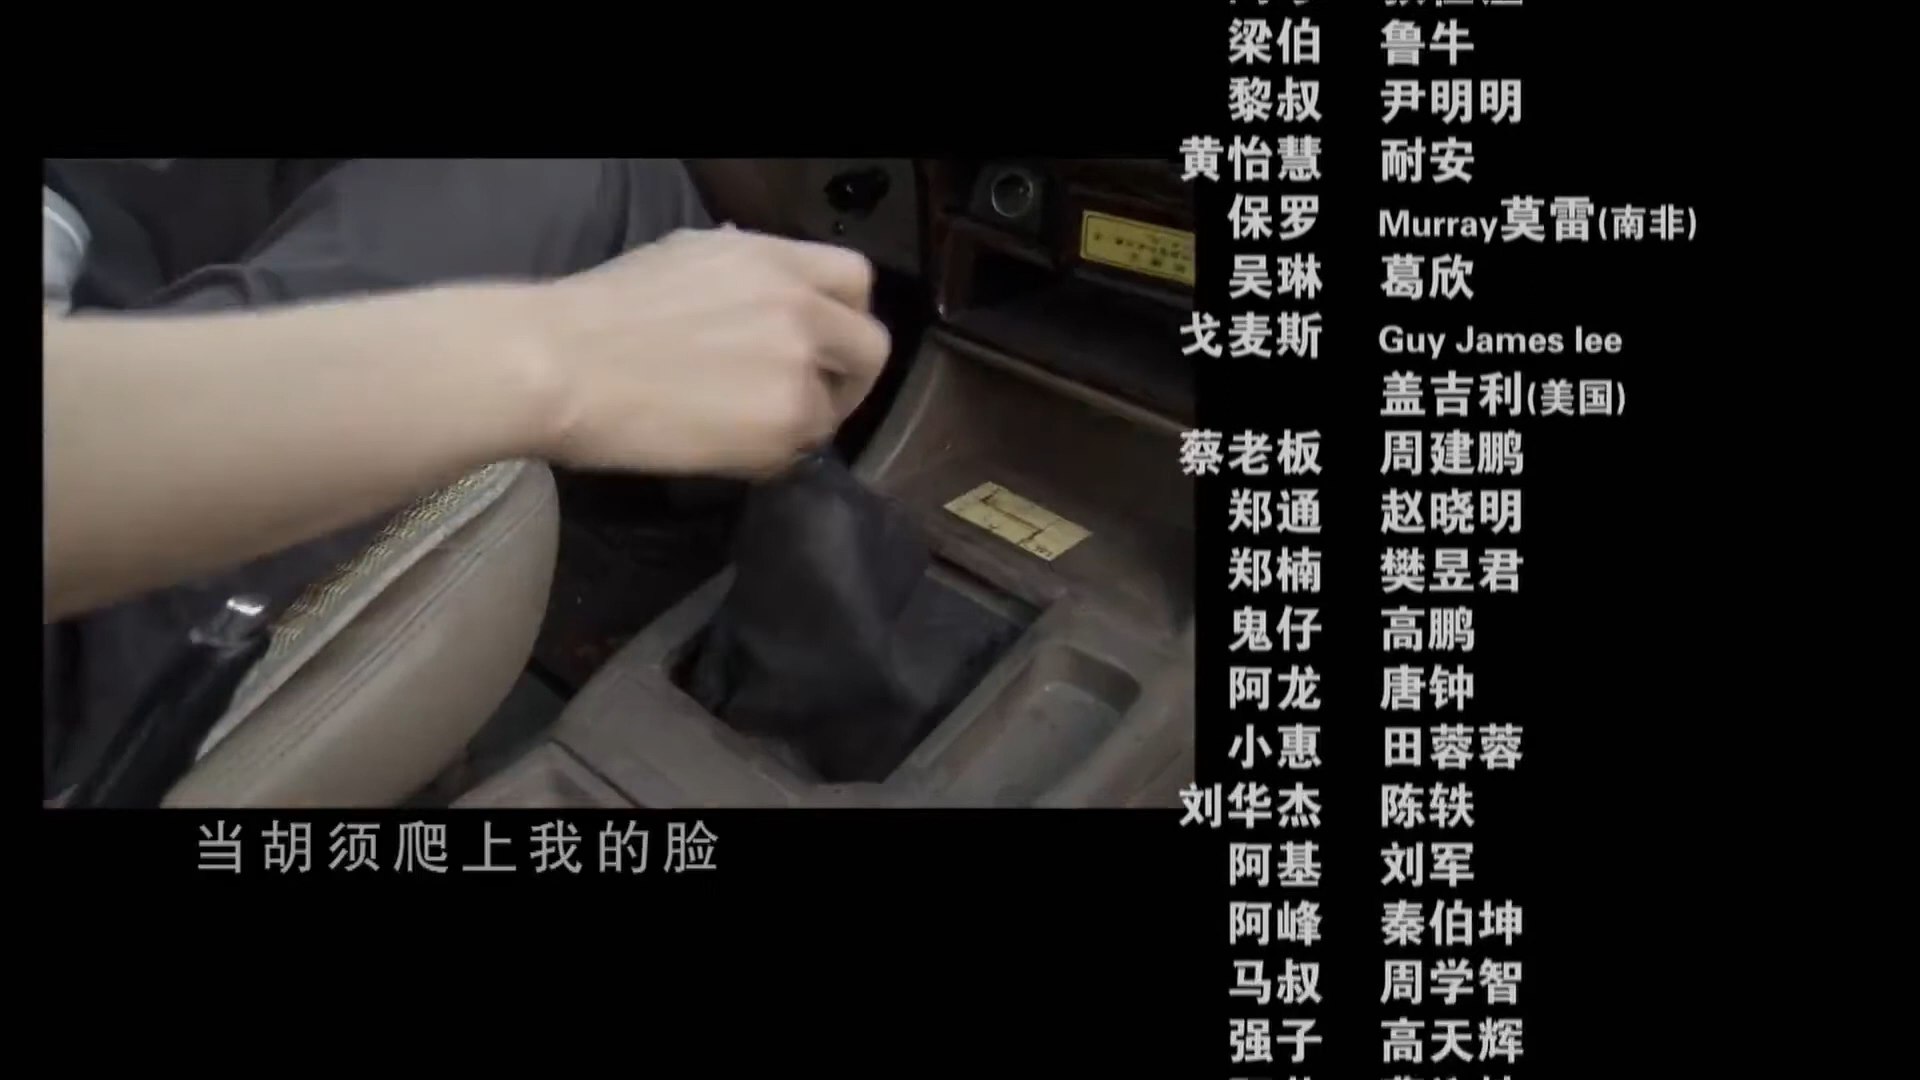 梁伯 鲁牛
黎叔 尹明明
黄怡慧 耐安
保罗 Murray莫雷(南非)
吴琳 葛欣
戈麦斯 Guy James lee
盖吉利(美国)
蔡老板 周建鹏
郑通 赵晓明
郑楠 樊昱君
鬼仔 高鹏
阿龙 唐钟
小惠 田蓉蓉
刘华杰 陈轶
阿基 刘军
阿峰 秦伯坤
马叔 周学智
强子 高天辉
当胡须爬上我的脸